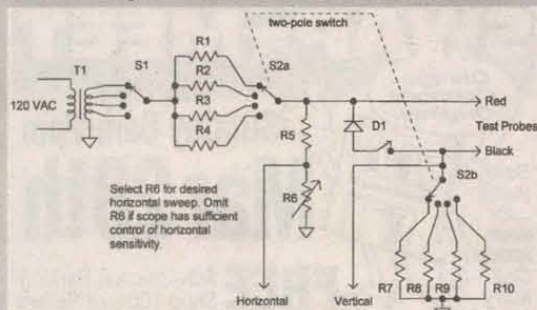 two-pole switch
T1
S1
R1
R2
R3
R4
S2a
120 VAC
Red
D1
Test Probes
R5
Black
S2b
Select R6 for desired
horizontal sweep. Omit
R6 if scope has sufficient
control of horizontal
sensitivity.
R6
R7
R8
R9
R10
Horizontal
Vertical